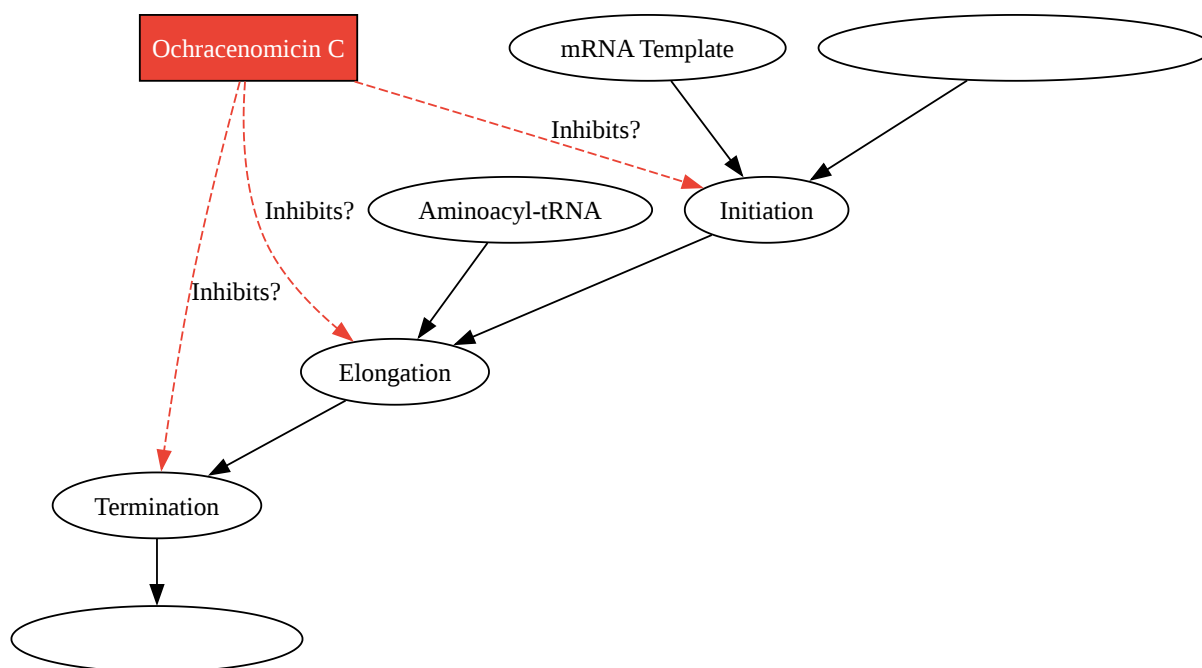 Ochracenomicin C
mRNA Template
Inhibits?
Inhibits?
Aminoacyl-tRNA
Initiation
Inhibits?
Elongation
Termination